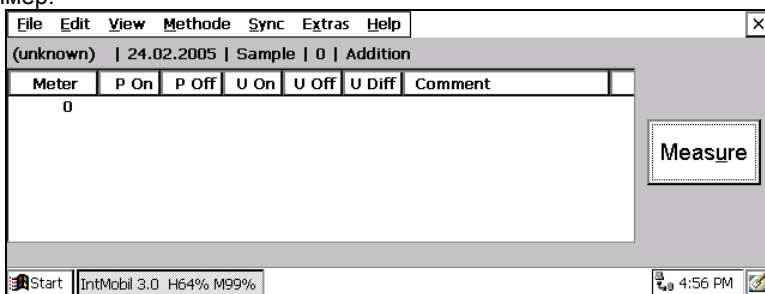 мер:
File Edit View Methode Sync Extras Help
(unknown) | 24.02.2005 | Sample | 0 | Addition
Meter P On P Off U On U Off U Diff Comment
0
Measure
Start IntMobil 3.0 H64% M99% 4:56 PM